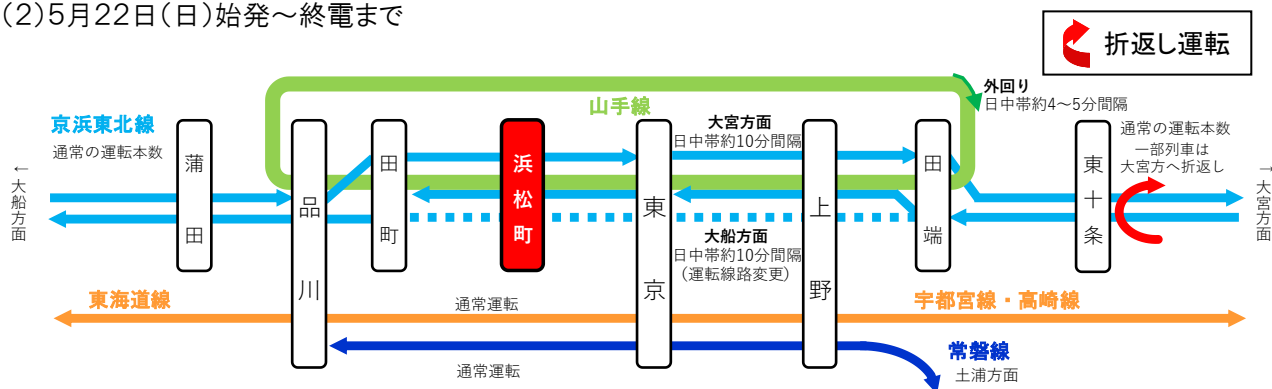 (2)5月22日(日)始発～終電まで
折返し運転
外回り
日中帯約4～5分間隔
山手線
京浜東北線
通常の運転本数
大宮方面
日中帯約10分間隔
通常の運転本数
一部列車は
大宮方へ折返し
←大船方面
蒲田
品川
田町
浜松町
東京
上野
田端
東十条
→大宮方面
大船方面
日中帯約10分間隔
(運転線路変更)
東海道線
通常運転
宇都宮線・高崎線
通常運転
常磐線
土浦方面